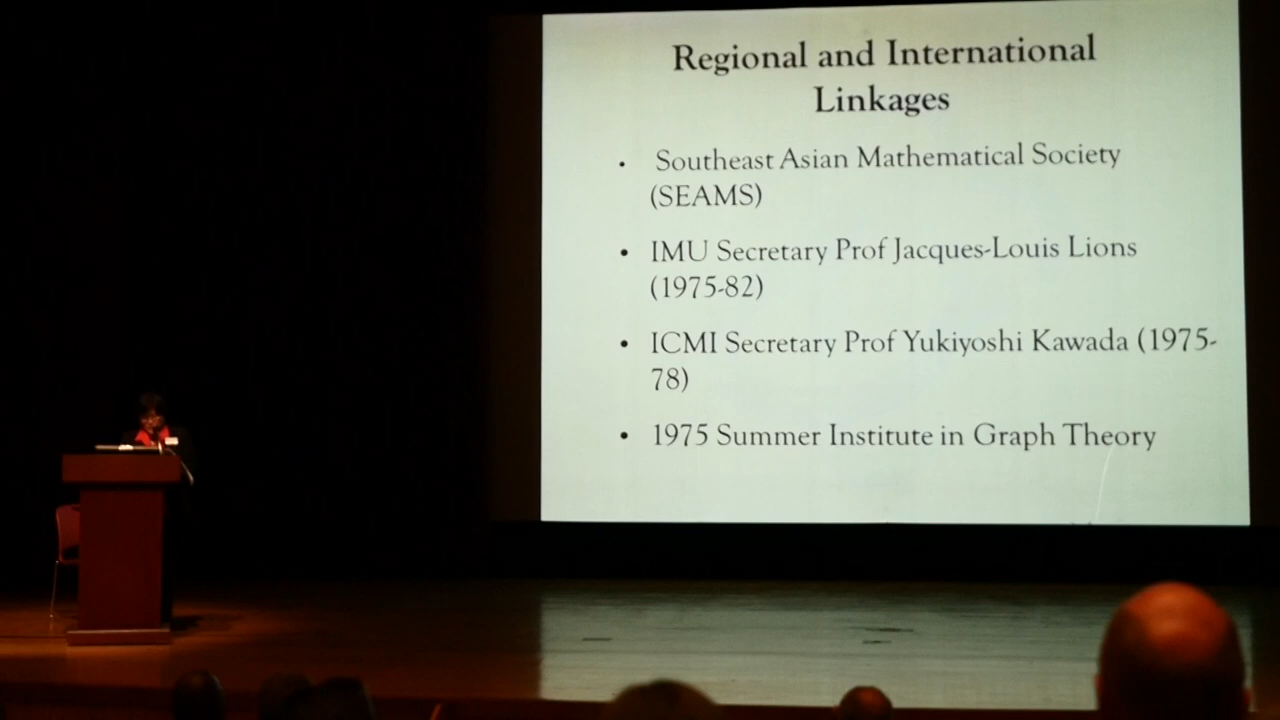 Regional and International
Linkages
• Southeast Asian Mathematical Society
(SEAMS)
• IMU Secretary Prof Jacques-Louis Lions
(1975-82)
• ICMI Secretary Prof Yukiyoshi Kawada (1975-
78)
• 1975 Summer Institute in Graph Theory